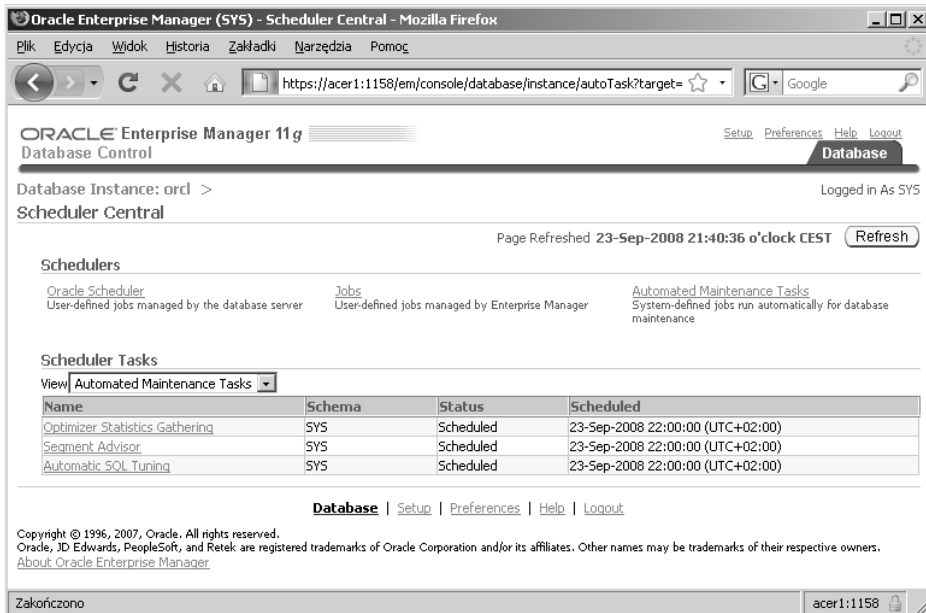 Oracle Enterprise Manager (SYS) - Scheduler Central - Mozilla Firefox
Plik Edycja Widok Historia Zakładki Narzędzia Pomoc
https://acer1:1158/em/console/database/instance/autoTask?target= G Google
ORACLE Enterprise Manager 11g
Database Control
Setup Preferences Help Logout
Database
Database Instance: orcl >
Logged in As SYS
Scheduler Central
Page Refreshed 23-Sep-2008 21:40:36 o'clock CEST Refresh
Schedulers
Oracle Scheduler
User-defined jobs managed by the database server
Jobs
User-defined jobs managed by Enterprise Manager
Automated Maintenance Tasks
System-defined jobs run automatically for database
maintenance
Scheduler Tasks
View Automated Maintenance Tasks
Name Schema Status Scheduled
Optimizer Statistics Gathering SYS Scheduled 23-Sep-2008 22:00:00 (UTC+02:00)
Segment Advisor SYS Scheduled 23-Sep-2008 22:00:00 (UTC+02:00)
Automatic SQL Tuning SYS Scheduled 23-Sep-2008 22:00:00 (UTC+02:00)
Database | Setup | Preferences | Help | Logout
Copyright © 1996, 2007, Oracle. All rights reserved.
Oracle, JD Edwards, PeopleSoft, and Retek are registered trademarks of Oracle Corporation and/or its affiliates. Other names may be trademarks of their respective owners.
About Oracle Enterprise Manager
Zakończono
acer1:1158